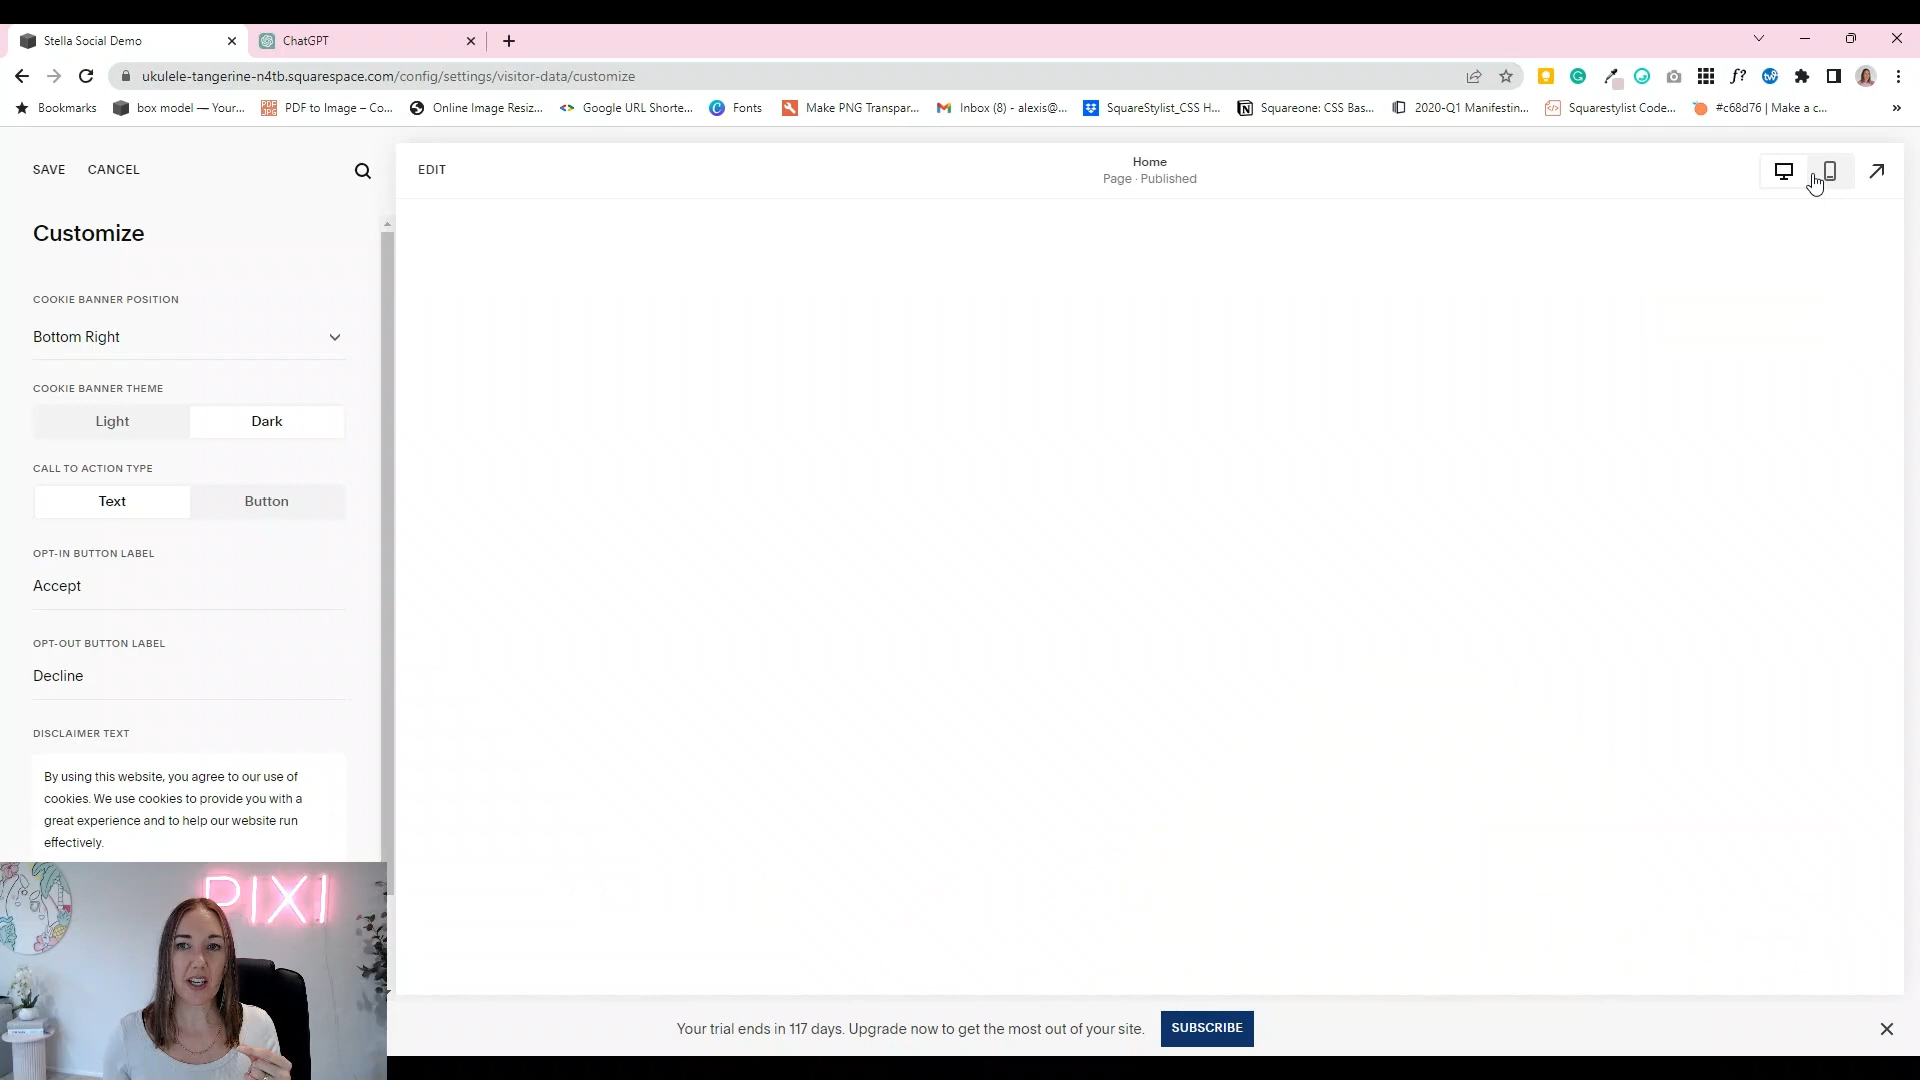 Stella Social Demo
ChatGPT
ukulele-tangerine-n4tb.squarespace.com/config/settings/visitor-data/customize
Bookmarks
box model — Your...
PDF to Image – Co...
Online Image Resiz...
Google URL Shorte...
Fonts
Make PNG Transpar...
Inbox (8) - alexis@...
SquareStylist_CSS H...
Squareone: CSS Bas...
2020-Q1 Manifestin...
Squarestylist Code...
#c68d76 | Make a c...
»
SAVE
CANCEL
EDIT
Home
Page · Published
Customize
COOKIE BANNER POSITION
Bottom Right
COOKIE BANNER THEME
Light
Dark
CALL TO ACTION TYPE
Text
Button
OPT-IN BUTTON LABEL
Accept
OPT-OUT BUTTON LABEL
Decline
DISCLAIMER TEXT
By using this website, you agree to our use of
cookies. We use cookies to provide you with a
great experience and to help our website run
effectively.
PIXI
Your trial ends in 117 days. Upgrade now to get the most out of your site.
SUBSCRIBE